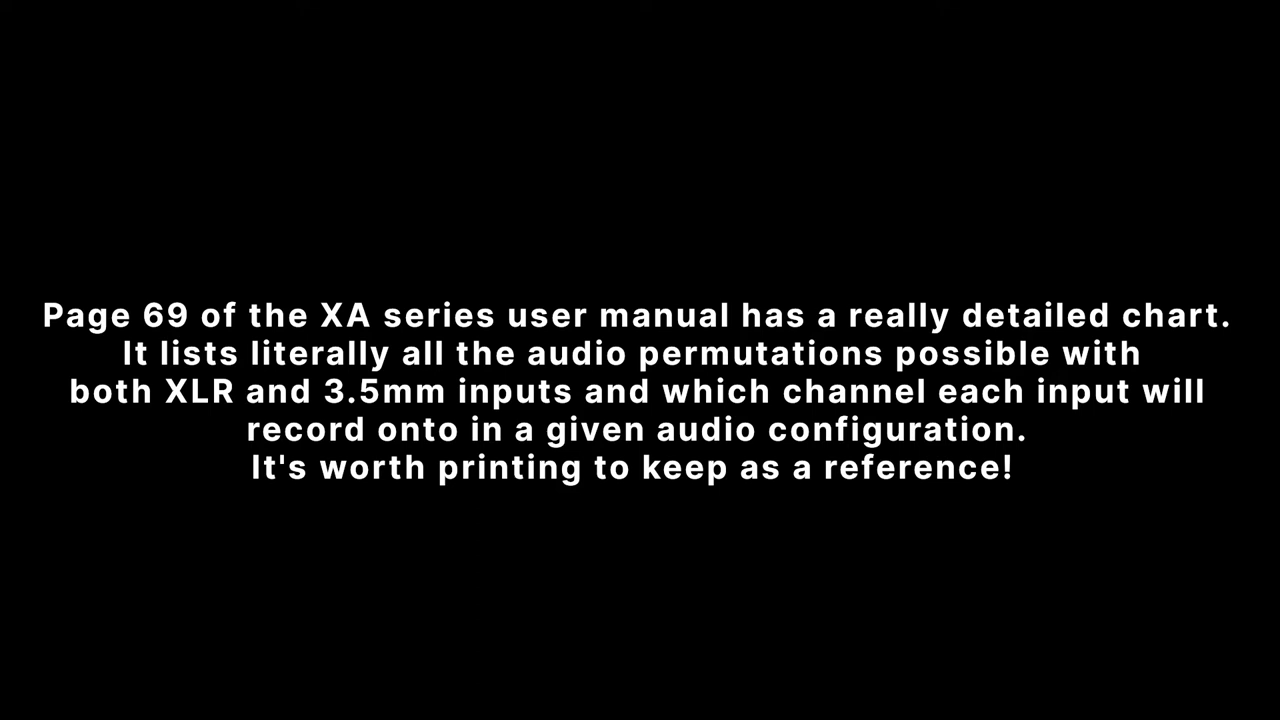 Page 69 of the XA series user manual has a really detailed chart.
It lists literally all the audio permutations possible with
both XLR and 3.5mm inputs and which channel each input will
record onto in a given audio configuration.
It's worth printing to keep as a reference!